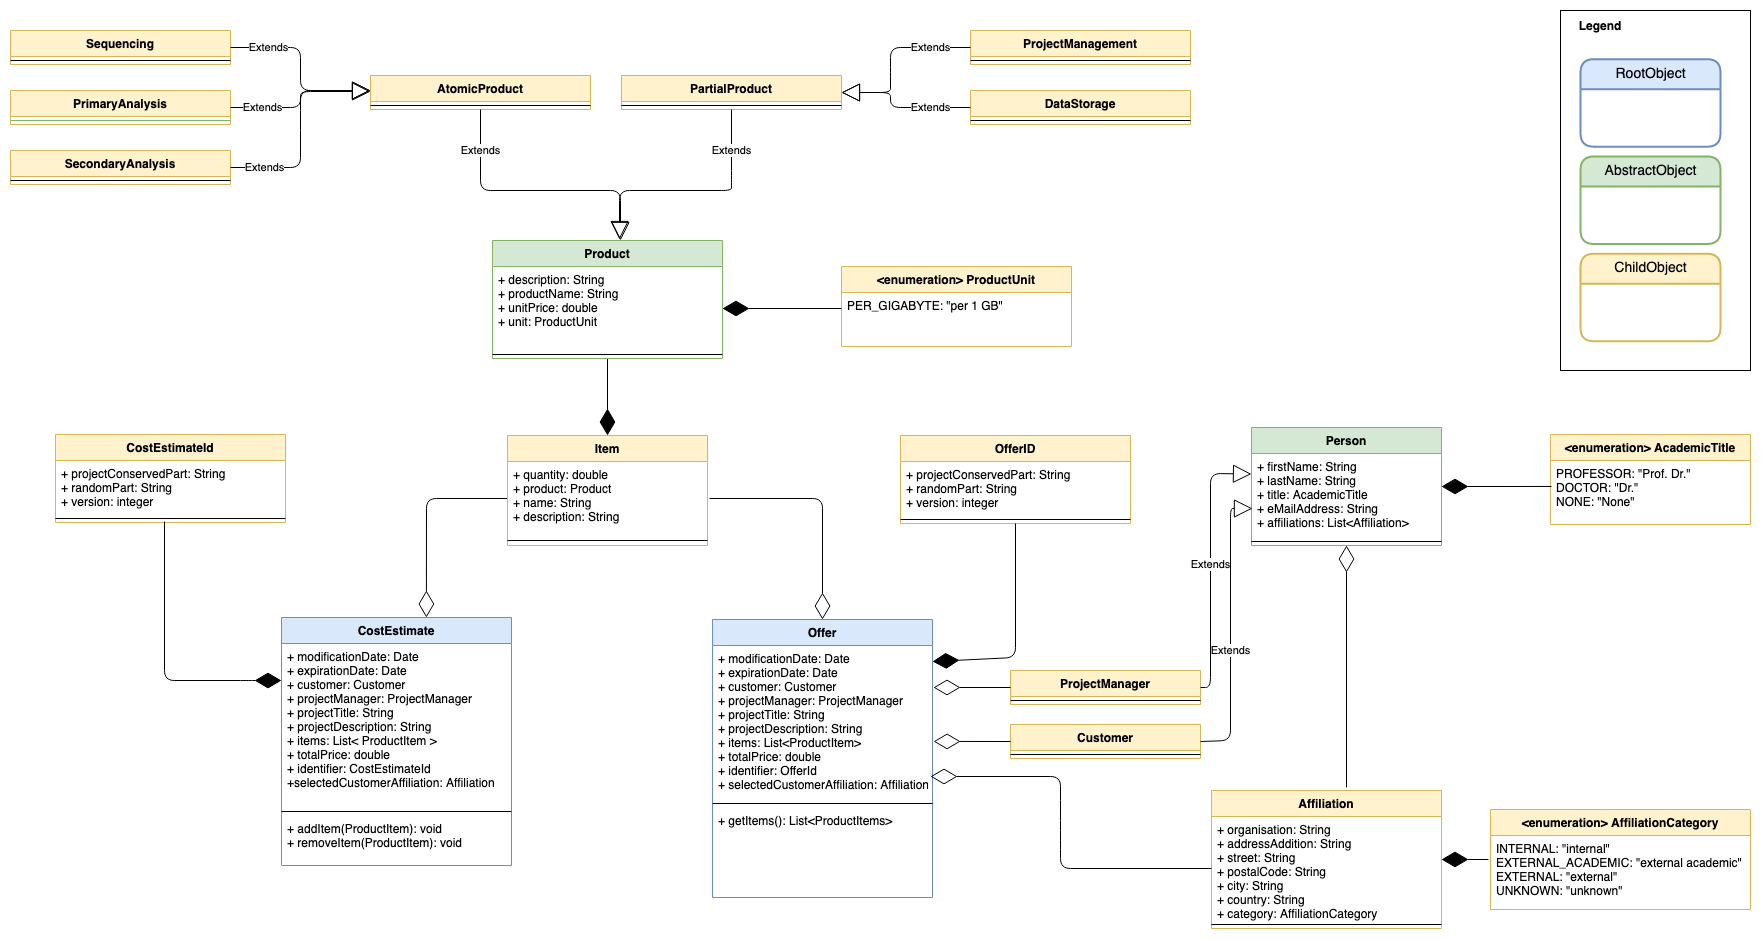 Sequencing
Extends
PrimaryAnalysis
Extends
SecondaryAnalysis
Extends
AtomicProduct
Extends
PartialProduct
Extends
ProjectManagement
Extends
DataStorage
Extends
Legend
RootObject
AbstractObject
ChildObject
Product
+ description: String
+ productName: String
+ unitPrice: double
+ unit: ProductUnit
<enumeration> ProductUnit
PER_GIGABYTE: "per 1 GB"
CostEstimateId
+ projectConservedPart: String
+ randomPart: String
+ version: integer
Item
+ quantity: double
+ product: Product
+ name: String
+ description: String
OfferID
+ projectConservedPart: String
+ randomPart: String
+ version: integer
Person
+ firstName: String
+ lastName: String
+ title: AcademicTitle
+ eMailAddress: String
+ affiliations: List<Affiliation>
<enumeration> AcademicTitle
PROFESSOR: "Prof. Dr."
DOCTOR: "Dr."
NONE: "None"
Extends
Extends
CostEstimate
+ modificationDate: Date
+ expirationDate: Date
+ customer: Customer
+ projectManager: ProjectManager
+ projectTitle: String
+ projectDescription: String
+ items: List< ProductItem >
+ totalPrice: double
+ identifier: CostEstimateId
+selectedCustomerAffiliation: Affiliation
+ addItem(ProductItem): void
+ removeItem(ProductItem): void
Offer
+ modificationDate: Date
+ expirationDate: Date
+ customer: Customer
+ projectManager: ProjectManager
+ projectTitle: String
+ projectDescription: String
+ items: List<ProductItem>
+ totalPrice: double
+ identifier: OfferId
+ selectedCustomerAffiliation: Affiliation
+ getItems(): List<ProductItems>
ProjectManager
Customer
Affiliation
+ organisation: String
+ addressAddition: String
+ street: String
+ postalCode: String
+ city: String
+ country: String
+ category: AffiliationCategory
<enumeration> AffiliationCategory
INTERNAL: "internal"
EXTERNAL_ACADEMIC: "external academic"
EXTERNAL: "external"
UNKNOWN: "unknown"